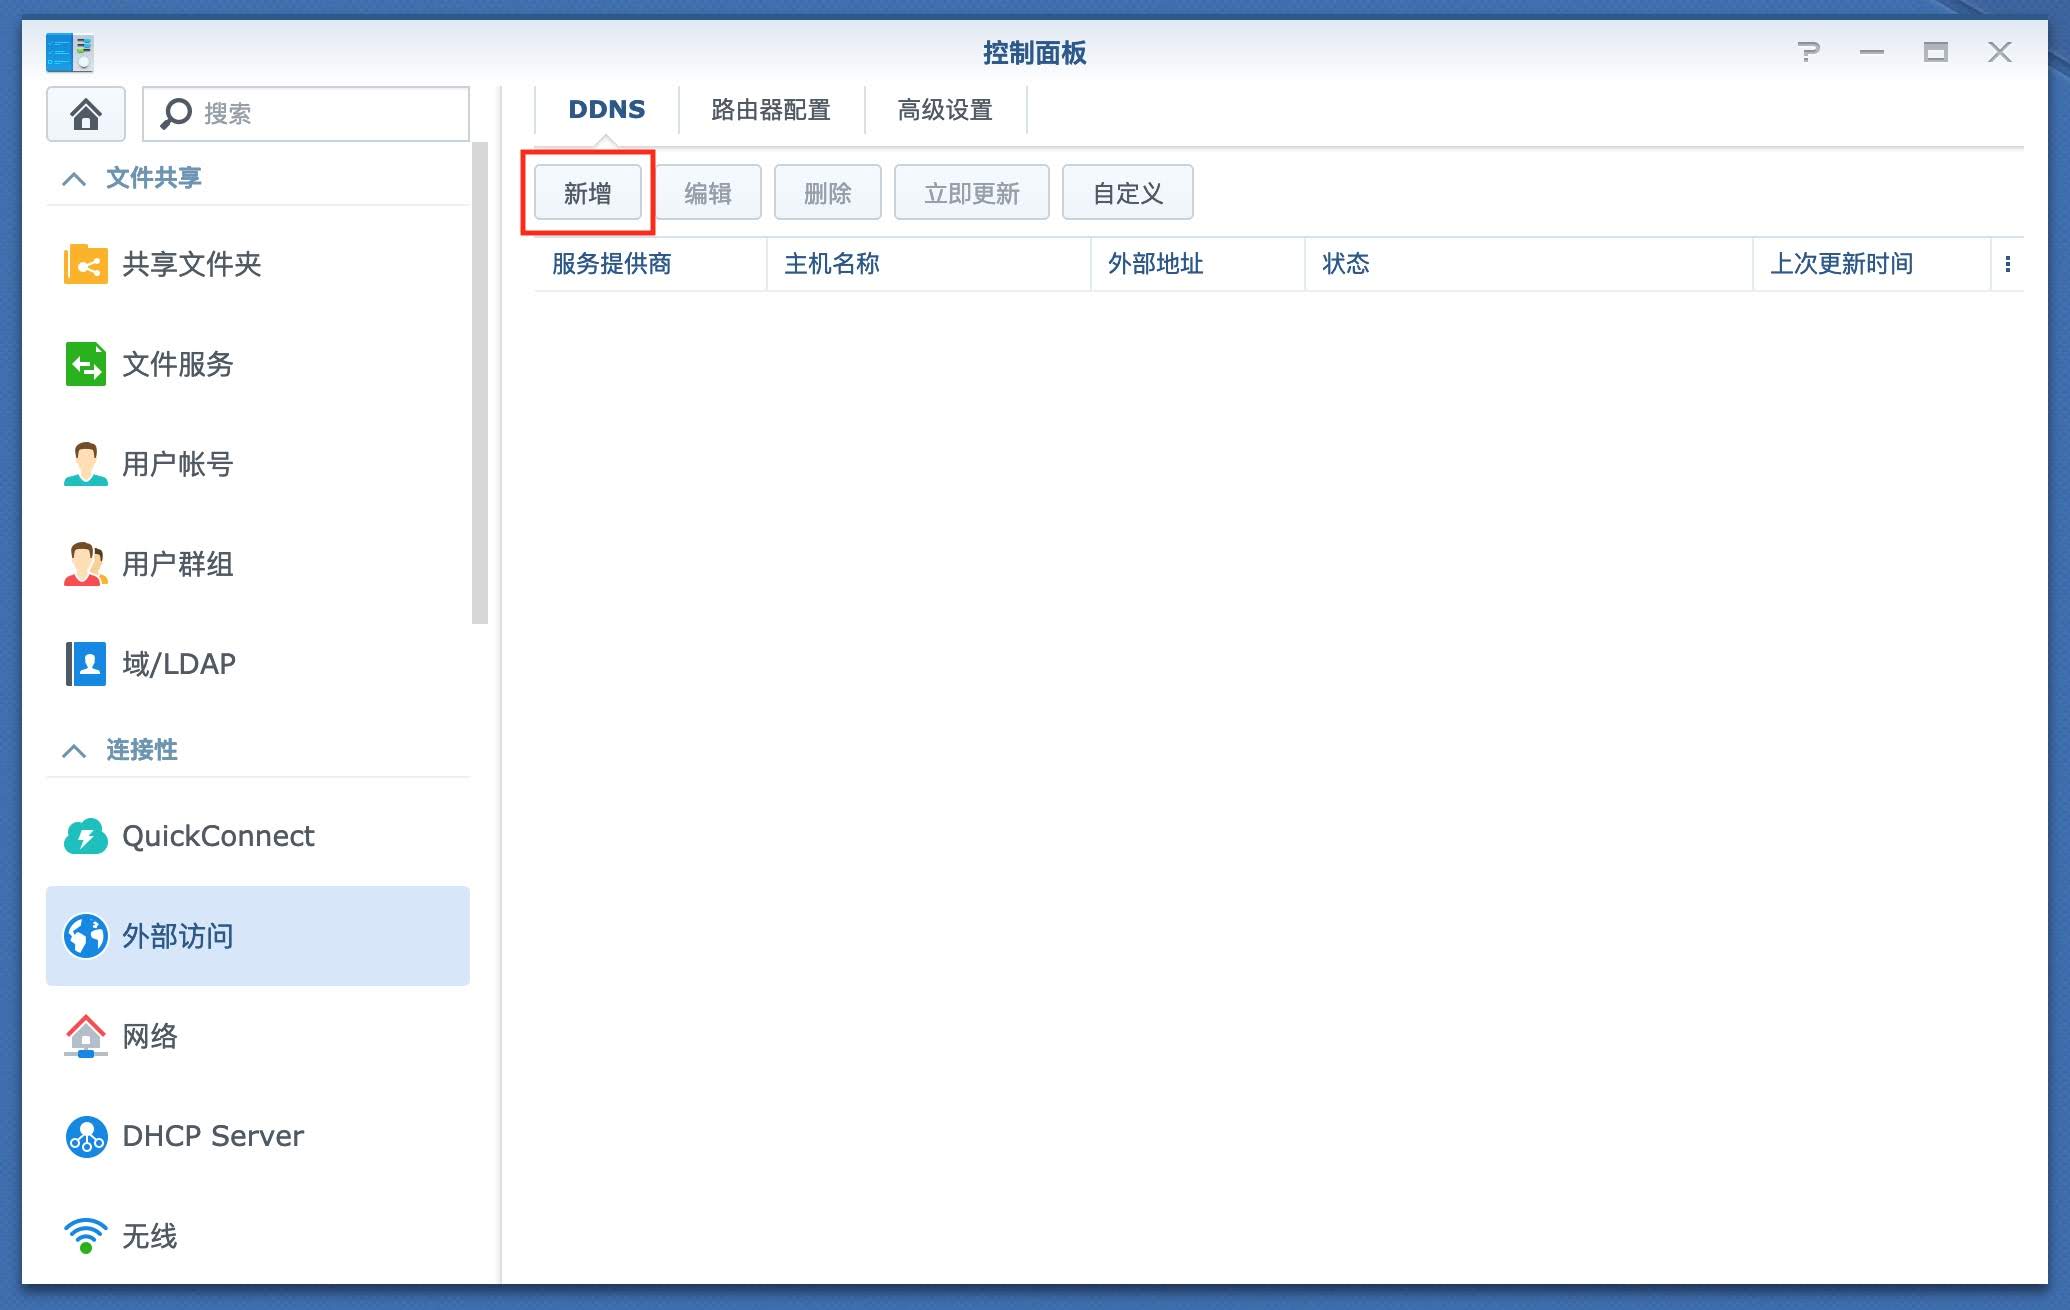 控制面板
搜索
文件共享
共享文件夹
文件服务
用户帐号
用户群组
域/LDAP
连接性
QuickConnect
外部访问
网络
DHCP Server
无线
DDNS 路由器配置 高级设置
新增 编辑 删除 立即更新 自定义
服务提供商 主机名称 外部地址 状态 上次更新时间